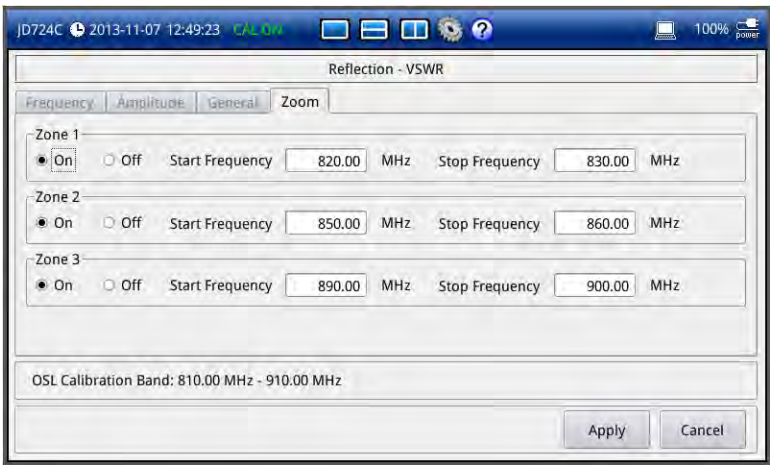 JD724C 2013-11-07 12:49:23 CAL ON ? 100% power
Reflection - VSWR
Frequency Amplitude General Zoom
Zone 1
On Off Start Frequency 820.00 MHz Stop Frequency 830.00 MHz
Zone 2
On Off Start Frequency 850.00 MHz Stop Frequency 860.00 MHz
Zone 3
On Off Start Frequency 890.00 MHz Stop Frequency 900.00 MHz
OSL Calibration Band: 810.00 MHz - 910.00 MHz
Apply Cancel